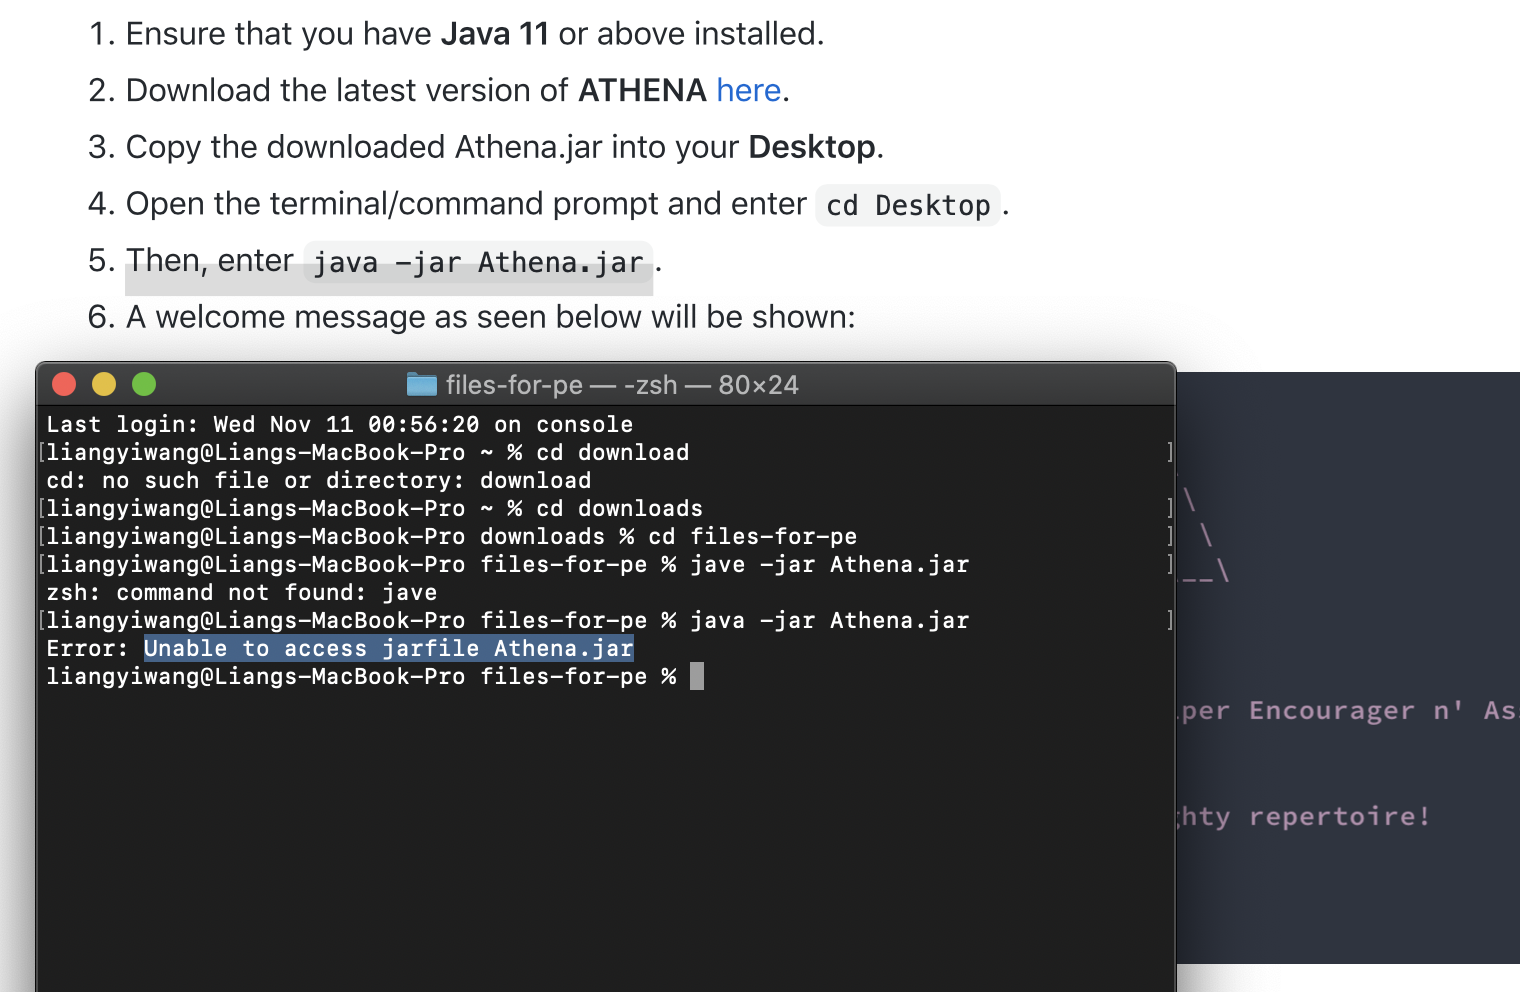 1. Ensure that you have Java 11 or above installed.
2. Download the latest version of ATHENA here.
3. Copy the downloaded Athena.jar into your Desktop.
4. Open the terminal/command prompt and enter cd Desktop.
5. Then, enter java -jar Athena.jar.
6. A welcome message as seen below will be shown:
files-for-pe — -zsh — 80×24
Last login: Wed Nov 11 00:56:20 on console
[liangyiwang@Liangs-MacBook-Pro ~ % cd download ]
cd: no such file or directory: download
[liangyiwang@Liangs-MacBook-Pro ~ % cd downloads ]
[liangyiwang@Liangs-MacBook-Pro downloads % cd files-for-pe ]
[liangyiwang@Liangs-MacBook-Pro files-for-pe % jave -jar Athena.jar ]
zsh: command not found: jave
[liangyiwang@Liangs-MacBook-Pro files-for-pe % java -jar Athena.jar ]
Error: Unable to access jarfile Athena.jar
liangyiwang@Liangs-MacBook-Pro files-for-pe %
\
\
__\
per Encourager n' As
hty repertoire!